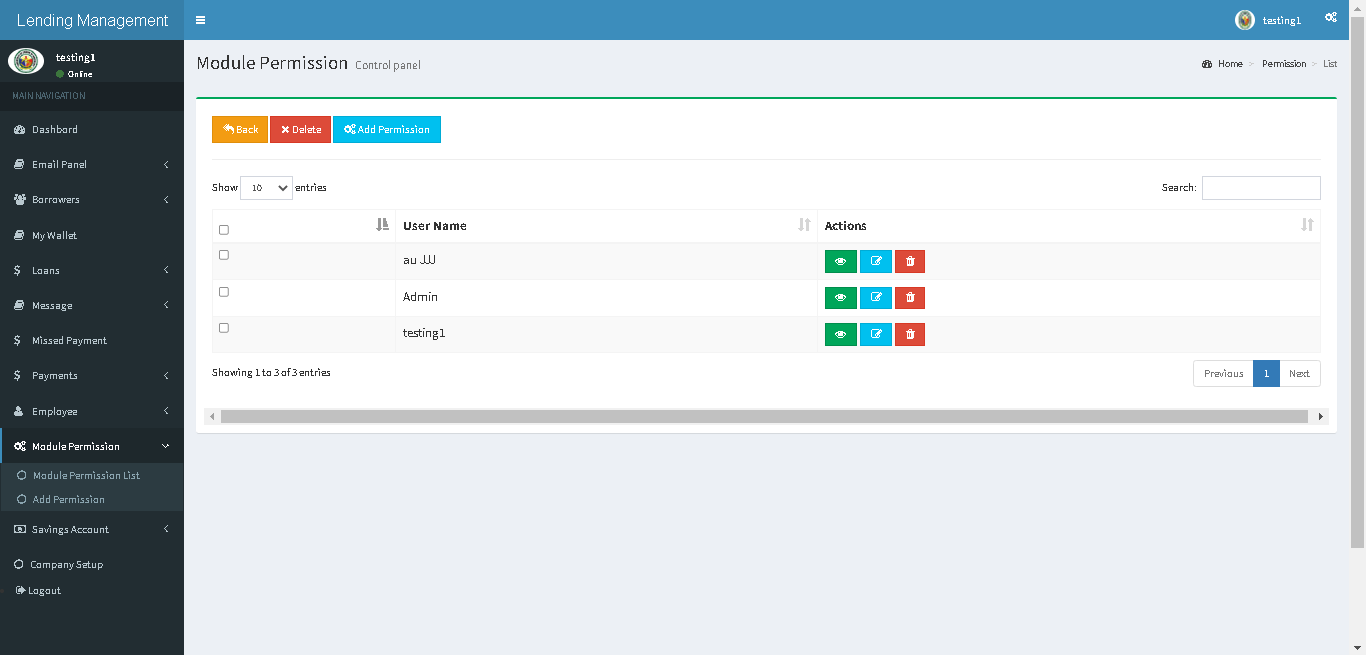 Lending Management
testing1
testing1
Online
MAIN NAVIGATION
Dashbord
Email Panel
Borrowers
My Wallet
Loans
Message
Missed Payment
Payments
Employee
Module Permission
Module Permission List
Add Permission
Savings Account
Company Setup
Logout
Module Permission Control panel
Home > Permission > List
Back Delete Add Permission
Show 10 entries Search:
User Name Actions
au JJJ
Admin
testing1
Showing 1 to 3 of 3 entries
Previous 1 Next